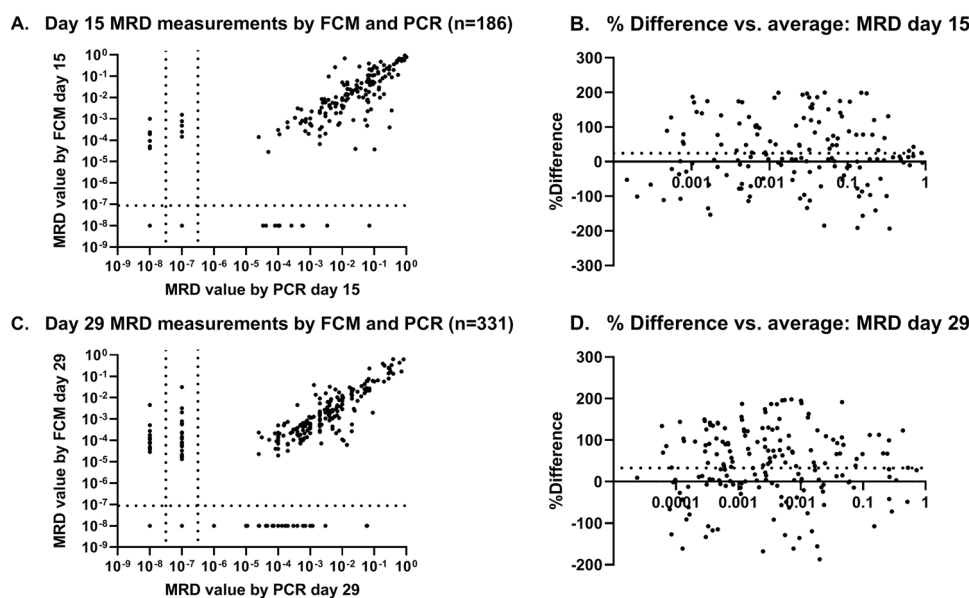 A. Day 15 MRD measurements by FCM and PCR (n=186)
MRD value by FCM day 15
10⁰
10⁻¹
10⁻²
10⁻³
10⁻⁴
10⁻⁵
10⁻⁶
10⁻⁷
10⁻⁸
10⁻⁹
10⁻⁹ 10⁻⁸ 10⁻⁷ 10⁻⁶ 10⁻⁵ 10⁻⁴ 10⁻³ 10⁻² 10⁻¹ 10⁰
MRD value by PCR day 15
B. % Difference vs. average: MRD day 15
%Difference
300
200
100
0
-100
-200
-300
0.001 0.01 0.1 1
C. Day 29 MRD measurements by FCM and PCR (n=331)
MRD value by FCM day 29
10⁰
10⁻¹
10⁻²
10⁻³
10⁻⁴
10⁻⁵
10⁻⁶
10⁻⁷
10⁻⁸
10⁻⁹
10⁻⁹ 10⁻⁸ 10⁻⁷ 10⁻⁶ 10⁻⁵ 10⁻⁴ 10⁻³ 10⁻² 10⁻¹ 10⁰
MRD value by PCR day 29
D. % Difference vs. average: MRD day 29
%Difference
300
200
100
0
-100
-200
0.0001 0.001 0.01 0.1 1